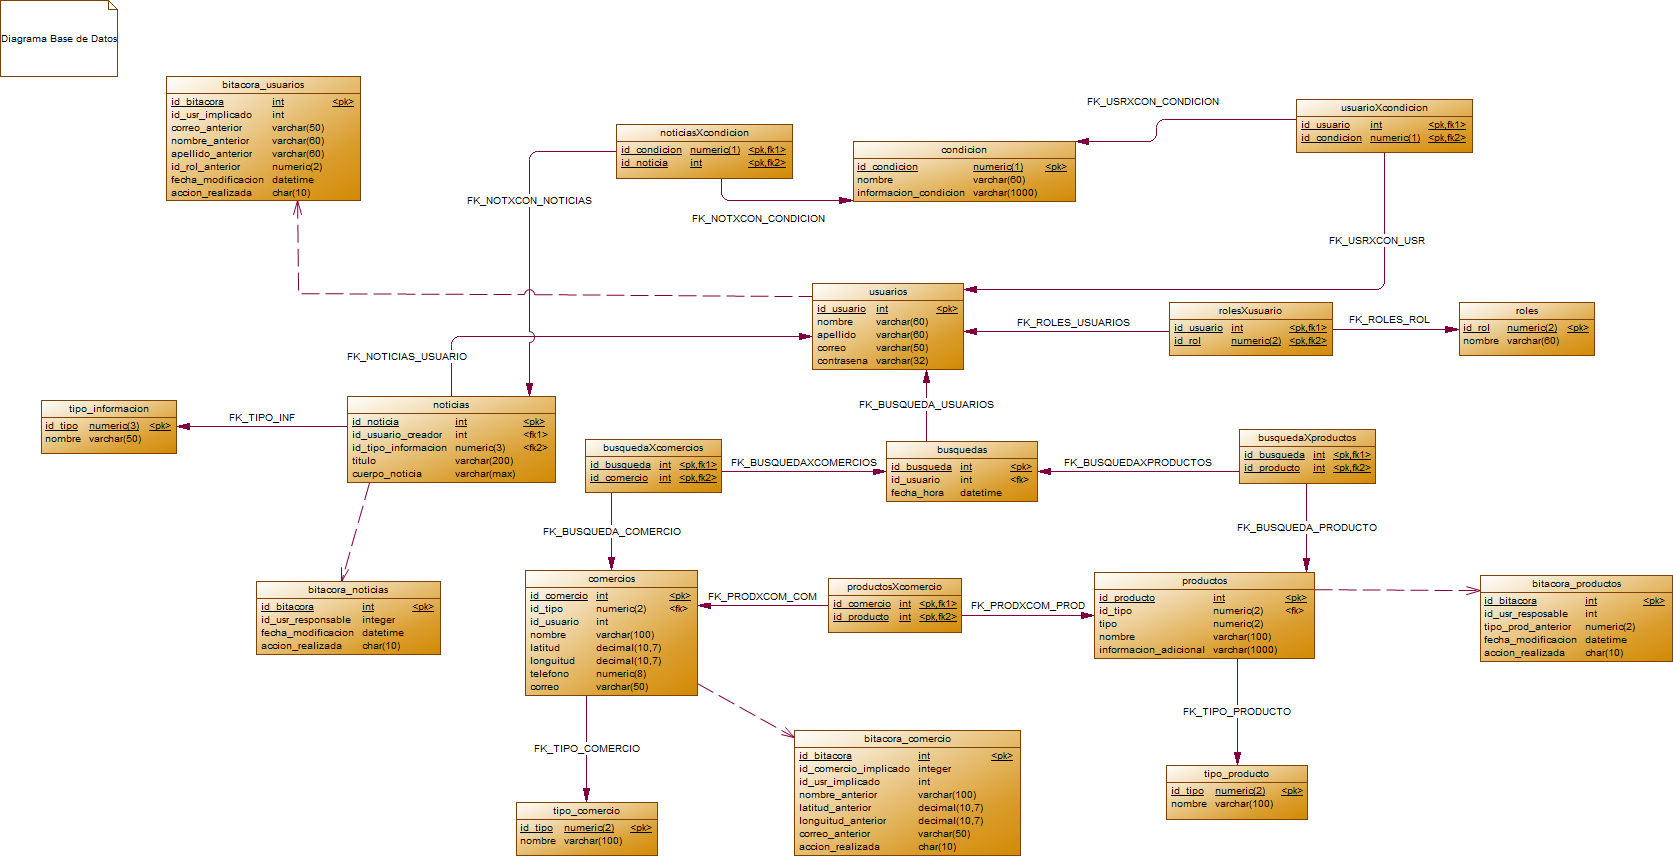 Diagrama Base de Datos
bitacora_usuarios
id_bitacora int <pk>
id_usr_implicado int
correo_anterior varchar(50)
nombre_anterior varchar(60)
apellido_anterior varchar(60)
id_rol_anterior numeric(2)
fecha_modificacion datetime
accion_realizada char(10)
noticiasXcondicion
id_condicion numeric(1) <pk,fk1>
id_noticia int <pk,fk2>
FK_USRXCON_CONDICION
usuarioXcondicion
id_usuario int <pk,fk1>
id_condicion numeric(1) <pk,fk2>
condicion
id_condicion numeric(1) <pk>
nombre varchar(60)
informacion_condicion varchar(1000)
FK_NOTXCON_NOTICIAS
FK_NOTXCON_CONDICION
FK_USRXCON_USR
usuarios
id_usuario int <pk>
nombre varchar(60)
apellido varchar(60)
correo varchar(50)
contrasena varchar(32)
FK_ROLES_USUARIOS
rolesXusuario
id_usuario int <pk,fk1>
id_rol numeric(2) <pk,fk2>
FK_ROLES_ROL
roles
id_rol numeric(2) <pk>
nombre varchar(60)
FK_NOTICIAS_USUARIO
tipo_informacion
id_tipo numeric(3) <pk>
nombre varchar(50)
FK_TIPO_INF
noticias
id_noticia int <pk>
id_usuario_creador int <fk1>
id_tipo_informacion numeric(3) <fk2>
titulo varchar(200)
cuerpo_noticia varchar(max)
FK_BUSQUEDA_USUARIOS
busquedaXcomercios
id_busqueda int <pk,fk1>
id_comercio int <pk,fk2>
FK_BUSQUEDAXCOMERCIOS
busquedas
id_busqueda int <pk>
id_usuario int <fk>
fecha_hora datetime
FK_BUSQUEDAXPRODUCTOS
busquedaXproductos
id_busqueda int <pk,fk1>
id_producto int <pk,fk2>
FK_BUSQUEDA_COMERCIO
FK_BUSQUEDA_PRODUCTO
bitacora_noticias
id_bitacora int <pk>
id_usr_responsable integer
fecha_modificacion datetime
accion_realizada char(10)
comercios
id_comercio int <pk>
id_tipo numeric(2) <fk>
id_usuario int
nombre varchar(100)
latitud decimal(10,7)
longuitud decimal(10,7)
telefono numeric(8)
correo varchar(50)
FK_PRODXCOM_COM
productosXcomercio
id_comercio int <pk,fk1>
id_producto int <pk,fk2>
FK_PRODXCOM_PROD
productos
id_producto int <pk>
id_tipo numeric(2) <fk>
tipo numeric(2)
nombre varchar(100)
informacion_adicional varchar(1000)
bitacora_productos
id_bitacora int <pk>
id_usr_resposable int
tipo_prod_anterior numeric(2)
fecha_modificacion datetime
accion_realizada char(10)
FK_TIPO_COMERCIO
FK_TIPO_PRODUCTO
bitacora_comercio
id_bitacora int <pk>
id_comercio_implicado integer
id_usr_implicado int
nombre_anterior varchar(100)
latitud_anterior decimal(10,7)
longuitud_anterior decimal(10,7)
correo_anterior varchar(50)
accion_realizada char(10)
tipo_producto
id_tipo numeric(2) <pk>
nombre varchar(100)
tipo_comercio
id_tipo numeric(2) <pk>
nombre varchar(100)